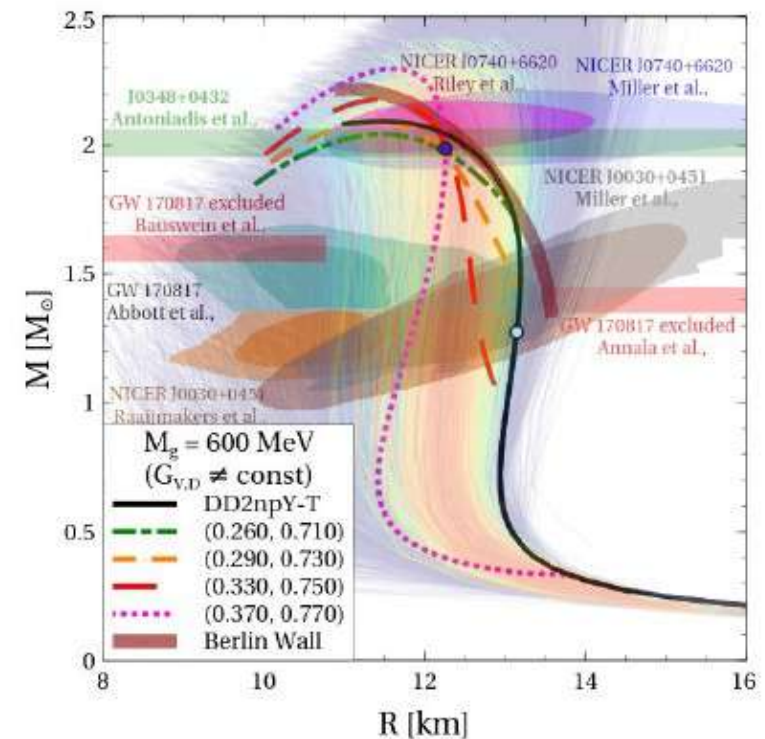 2.5
2
1.5
1
0.5
0
M [M⊙]
8
10
12
14
16
R [km]
J0348+0432
Antoniadis et al.,
NICER J0740+6620
Riley et al.,
NICER J0740+6620
Miller et al.,
NICER J0030+0451
Miller et al.,
GW 170817 excluded
Bauswein et al.,
GW 170817
Abbott et al.,
GW 170817 excluded
Annala et al.,
NICER J0030+0451
Raaijmakers et al.
M_g = 600 MeV
(G_V,D ≠ const)
DD2npY-T
(0.260, 0.710)
(0.290, 0.730)
(0.330, 0.750)
(0.370, 0.770)
Berlin Wall